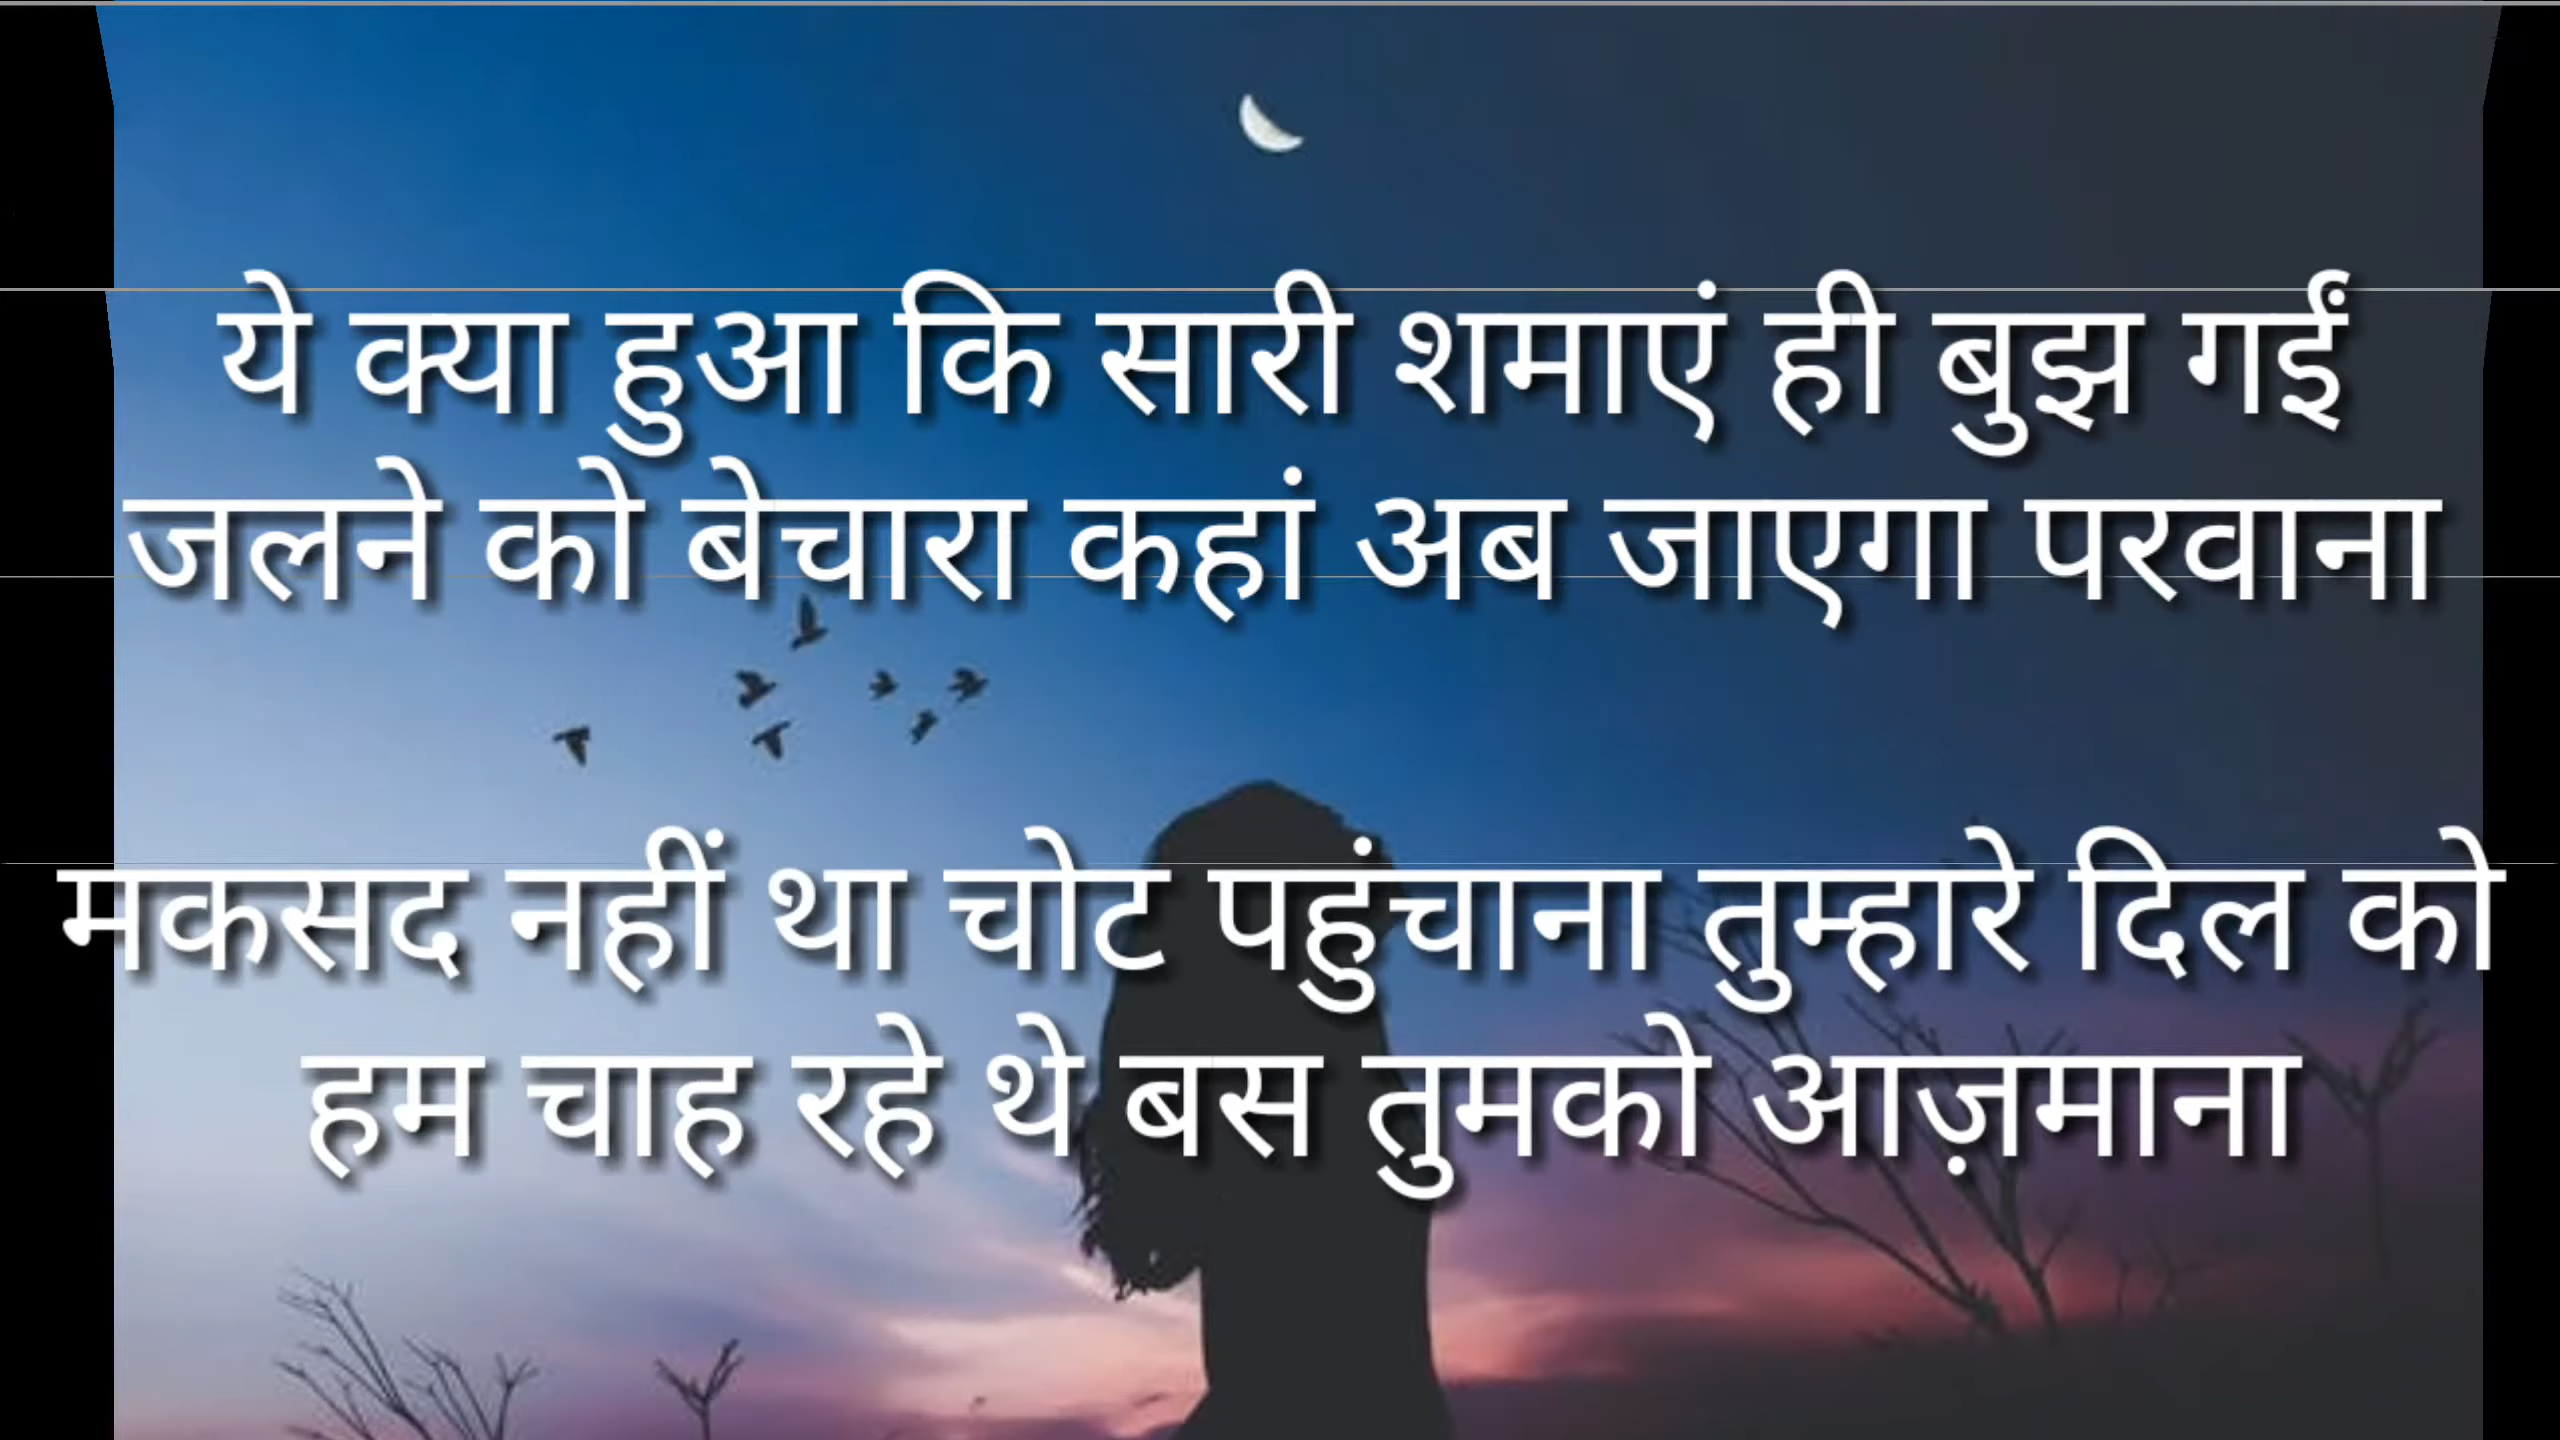 ये क्या हुआ कि सारी शमाएं ही बुझ गईं
जलने को बेचारा कहां अब जाएगा परवाना
मकसद नहीं था चोट पहुंचाना तुम्हारे दिल को
हम चाह रहे थे बस तुमको आज़माना